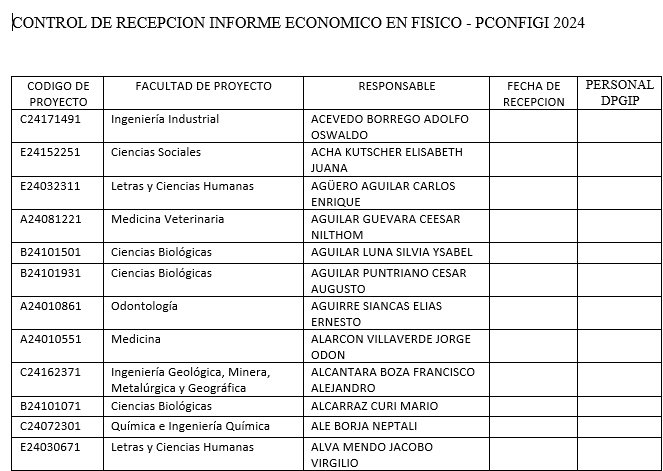 CONTROL DE RECEPCION INFORME ECONOMICO EN FISICO - PCONFIGI 2024
CODIGO DE PROYECTO FACULTAD DE PROYECTO RESPONSABLE FECHA DE RECEPCION PERSONAL DPGIP
C24171491 Ingeniería Industrial ACEVEDO BORREGO ADOLFO
OSWALDO
E24152251 Ciencias Sociales ACHA KUTSCHER ELISABETH
JUANA
E24032311 Letras y Ciencias Humanas AGÜERO AGUILAR CARLOS
ENRIQUE
A24081221 Medicina Veterinaria AGUILAR GUEVARA CEESAR
NILTHOM
B24101501 Ciencias Biológicas AGUILAR LUNA SILVIA YSABEL
B24101931 Ciencias Biológicas AGUILAR PUNTRIANO CESAR
AUGUSTO
A24010861 Odontología AGUIRRE SIANCAS ELIAS
ERNESTO
A24010551 Medicina ALARCON VILLAVERDE JORGE
ODON
C24162371 Ingeniería Geológica, Minera, ALCANTARA BOZA FRANCISCO
Metalúrgica y Geográfica ALEJANDRO
B24101071 Ciencias Biológicas ALCARRAZ CURI MARIO
C24072301 Química e Ingeniería Química ALE BORJA NEPTALI
E24030671 Letras y Ciencias Humanas ALVA MENDO JACOBO
VIRGILIO